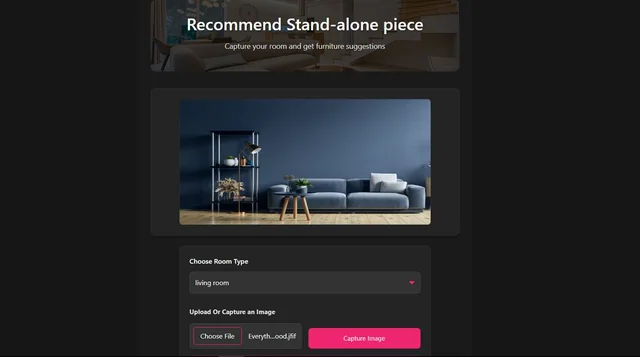 Recommend Stand-alone piece
Capture your room and get furniture suggestions
Choose Room Type
living room
Upload Or Capture an Image
Choose File Everyth...ood.jfif Capture Image